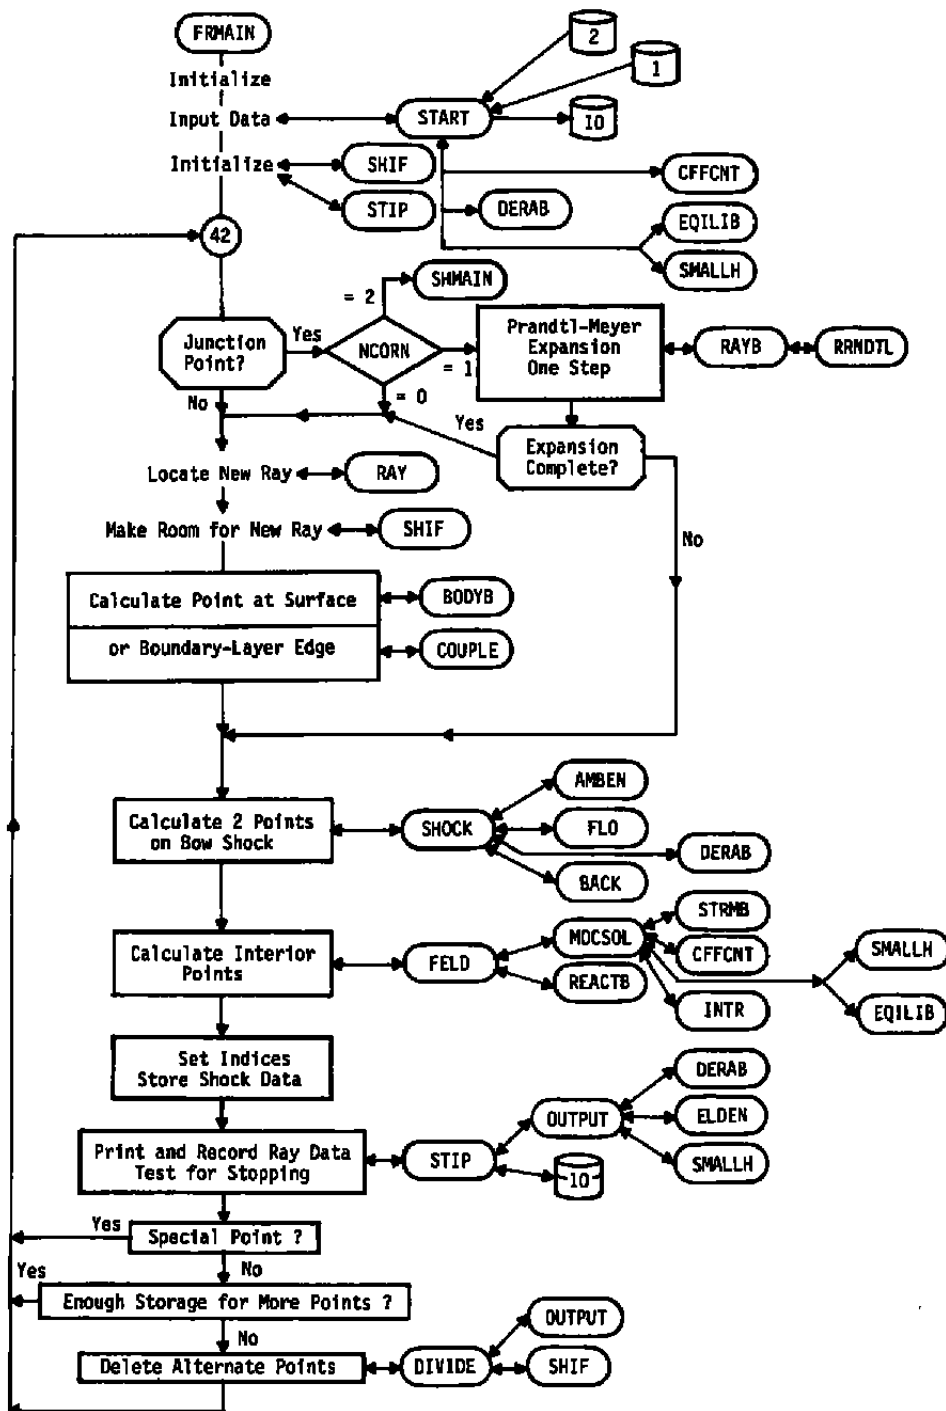 FRMAIN
2
Initialize
1
Input Data
START
10
Initialize
SHIF
CFFCNT
STIP
DERAB
EQILIB
42
SMALLH
SHMAIN
= 2
Junction
Point?
Yes
NCORN
= 1
Prandtl-Meyer
Expansion
One Step
RAYB
RRNDTL
No
= 0
Yes
Expansion
Complete?
Locate New Ray
RAY
Make Room for New Ray
SHIF
No
Calculate Point at Surface
BODYB
or Boundary-Layer Edge
COUPLE
AMBEN
Calculate 2 Points
on Bow Shock
SHOCK
FLO
DERAB
BACK
STRMB
MOCSOL
Calculate Interior
Points
FELD
CFFCNT
SMALLH
REACTB
INTR
EQILIB
Set Indices
Store Shock Data
DERAB
OUTPUT
ELDEN
Print and Record Ray Data
Test for Stopping
STIP
SMALLH
10
Yes
Special Point ?
Yes
No
Enough Storage for More Points ?
No
OUTPUT
Delete Alternate Points
DIVIDE
SHIF